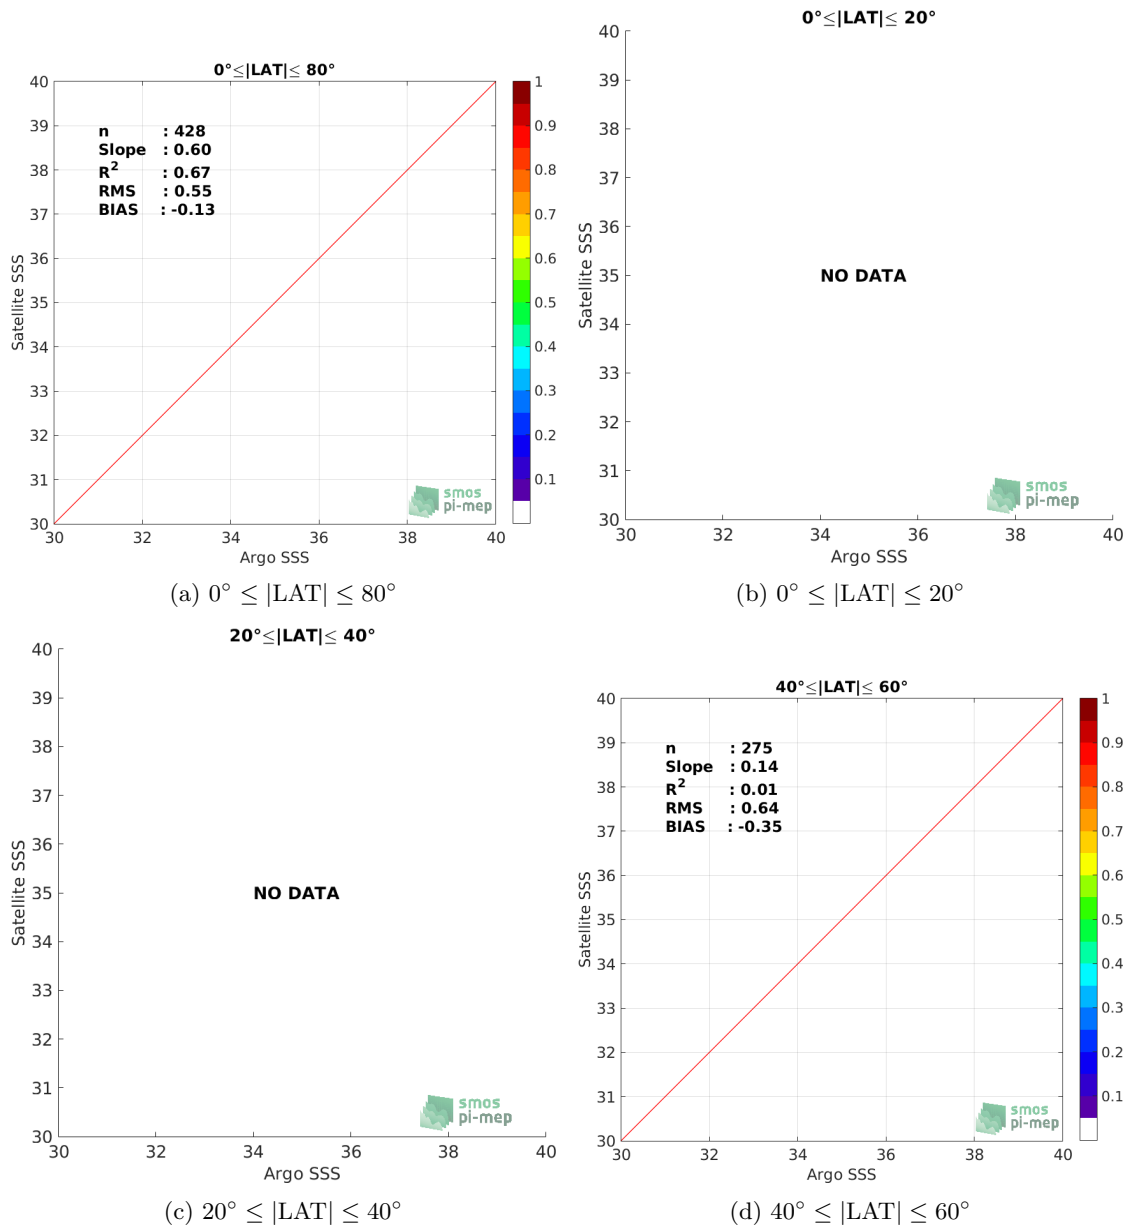 0°≤|LAT|≤ 80°
40
39
38
37
36
35
34
33
32
31
30
Satellite SSS
n : 428
Slope : 0.60
R² : 0.67
RMS : 0.55
BIAS : -0.13
smos
pi-mep
30 32 34 36 38 40
Argo SSS
1
0.9
0.8
0.7
0.6
0.5
0.4
0.3
0.2
0.1
(a) 0° ≤ |LAT| ≤ 80°
0°≤|LAT|≤ 20°
40
39
38
37
36
35
34
33
32
31
30
Satellite SSS
NO DATA
smos
pi-mep
30 32 34 36 38 40
Argo SSS
(b) 0° ≤ |LAT| ≤ 20°
20°≤|LAT|≤ 40°
40
39
38
37
36
35
34
33
32
31
30
Satellite SSS
NO DATA
smos
pi-mep
30 32 34 36 38 40
Argo SSS
(c) 20° ≤ |LAT| ≤ 40°
40°≤|LAT|≤ 60°
40
39
38
37
36
35
34
33
32
31
30
Satellite SSS
n : 275
Slope : 0.14
R² : 0.01
RMS : 0.64
BIAS : -0.35
smos
pi-mep
30 32 34 36 38 40
Argo SSS
1
0.9
0.8
0.7
0.6
0.5
0.4
0.3
0.2
0.1
(d) 40° ≤ |LAT| ≤ 60°